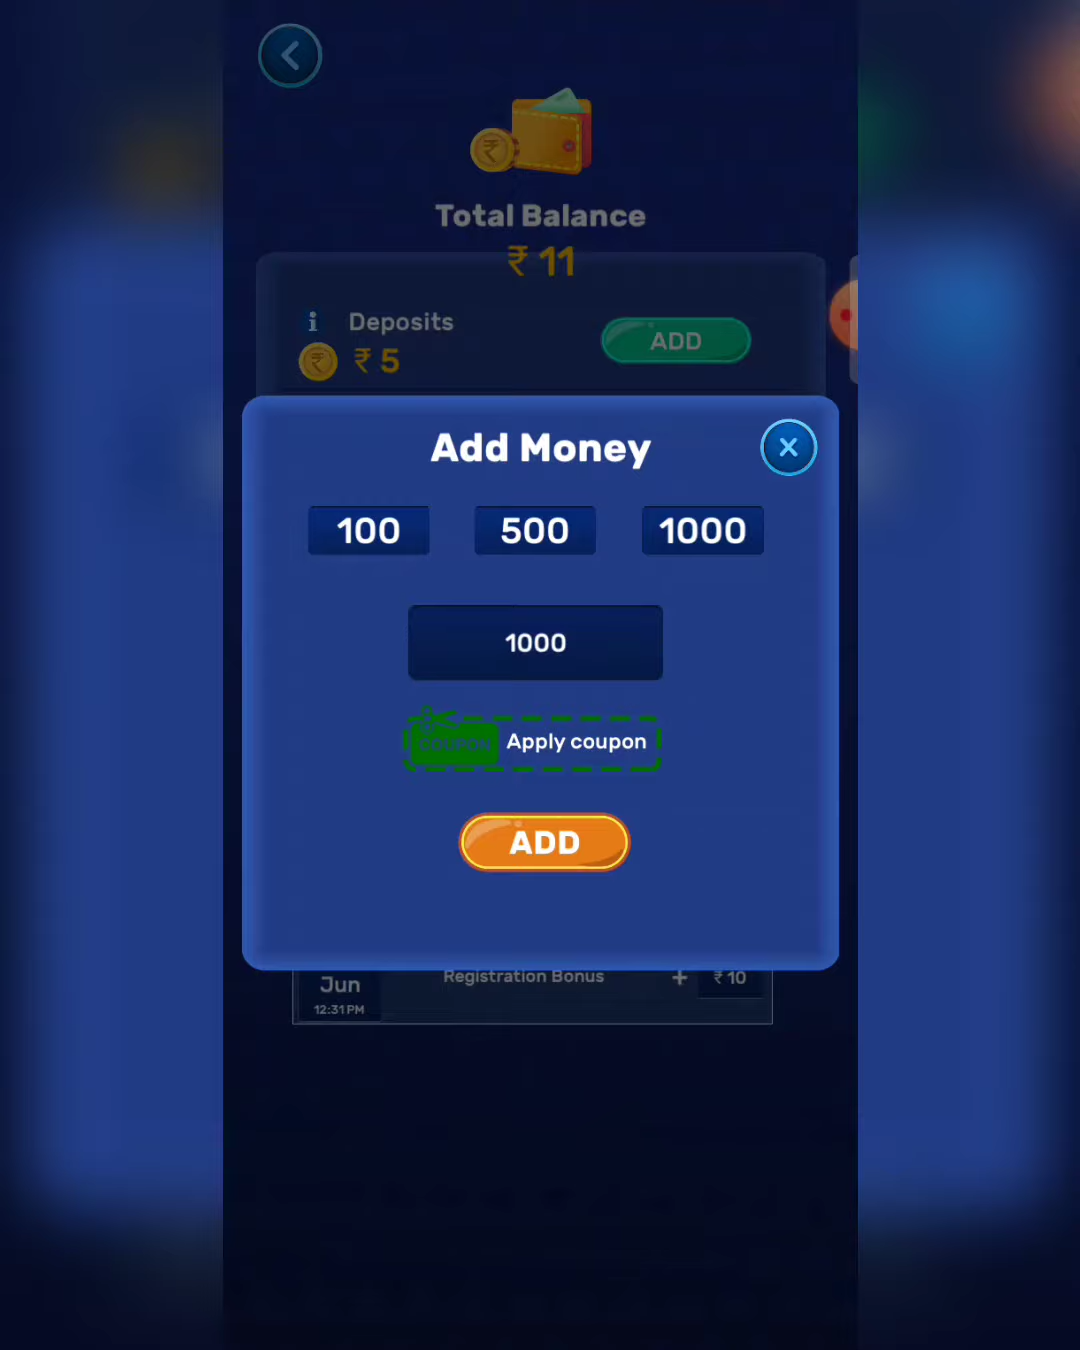 Total Balance
₹ 11
Deposits
₹ 5
ADD
Add Money
100 500 1000
1000
COUPON Apply coupon
ADD
Registration Bonus + ₹ 10
Jun
12:31 PM